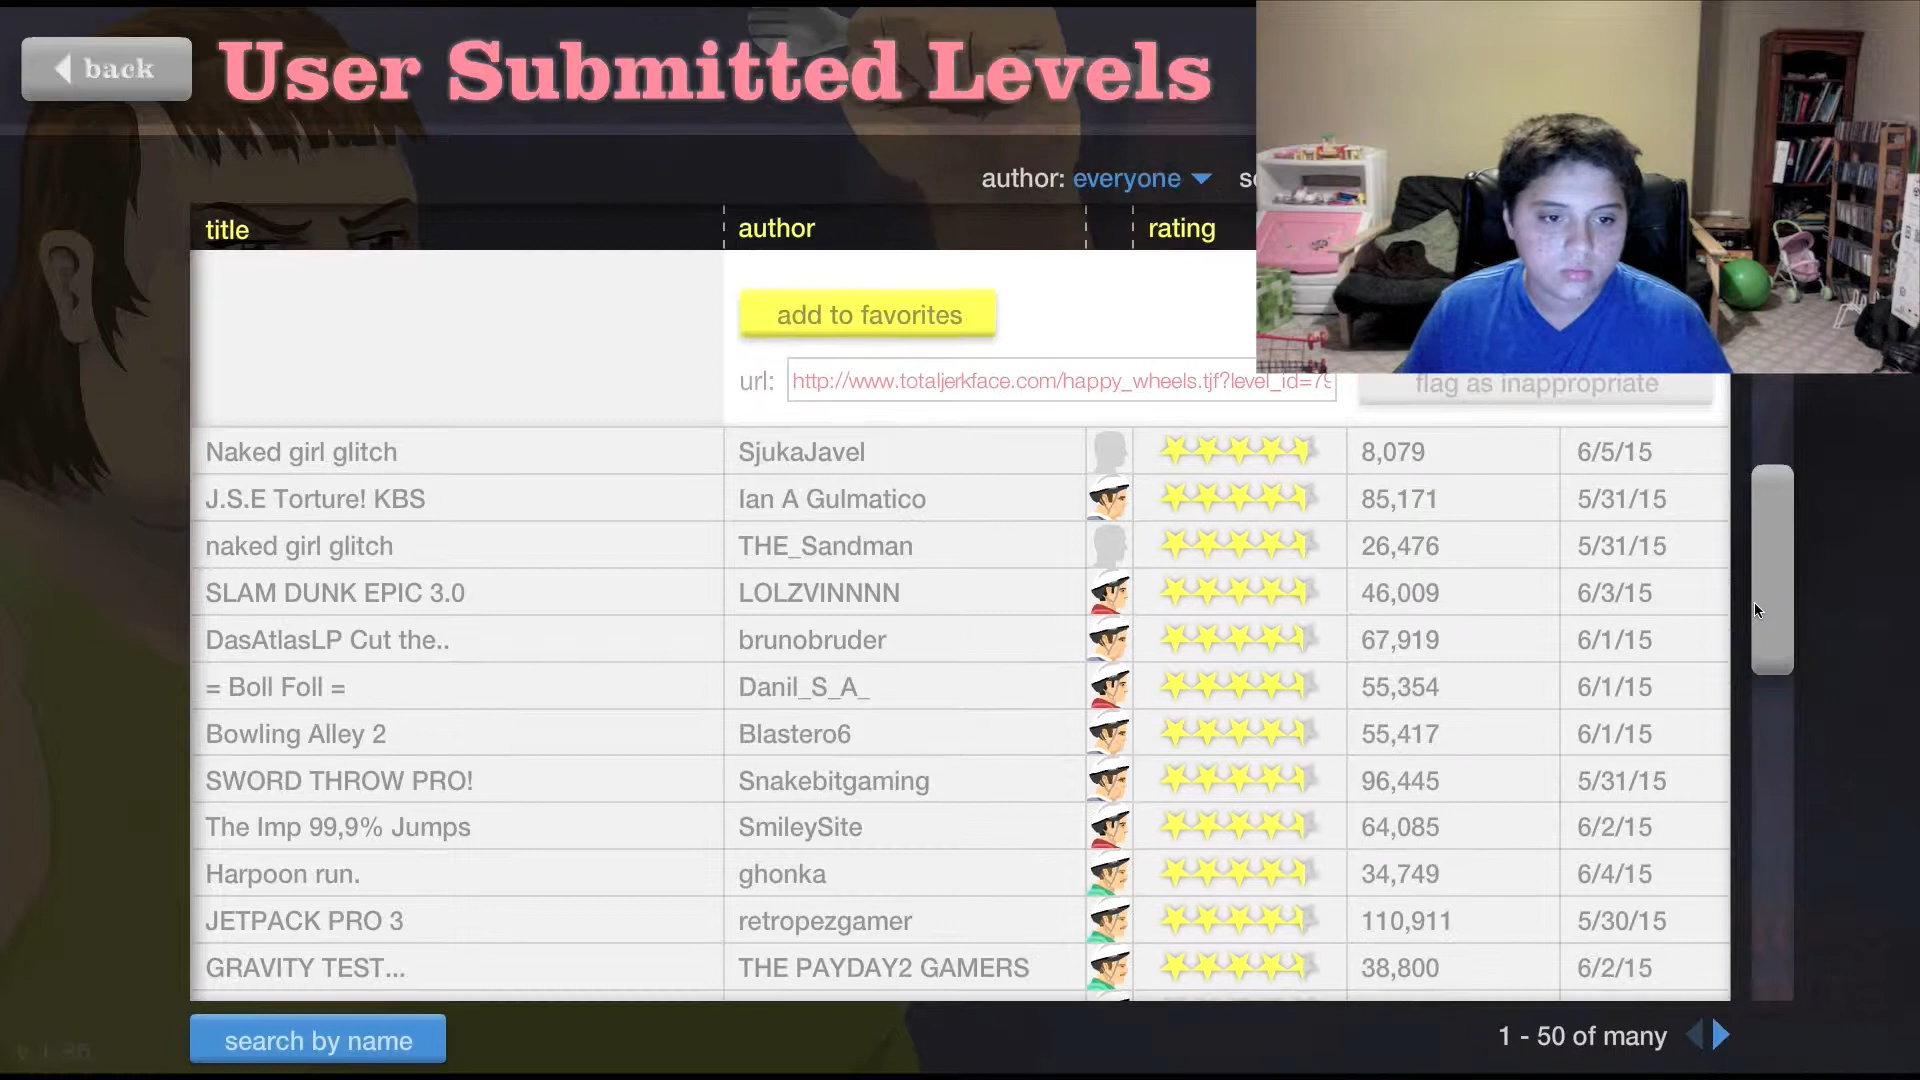 back
User Submitted Levels
author: everyone
title author rating
add to favorites
url: http://www.totaljerkface.com/happy_wheels.tjf?level_id=79
flag as inappropriate
Naked girl glitch SjukaJavel 8,079 6/5/15
J.S.E Torture! KBS Ian A Gulmatico 85,171 5/31/15
naked girl glitch THE_Sandman 26,476 5/31/15
SLAM DUNK EPIC 3.0 LOLZVINNNN 46,009 6/3/15
DasAtlasLP Cut the.. brunobruder 67,919 6/1/15
= Boll Foll = Danil_S_A_ 55,354 6/1/15
Bowling Alley 2 Blastero6 55,417 6/1/15
SWORD THROW PRO! Snakebitgaming 96,445 5/31/15
The Imp 99,9% Jumps SmileySite 64,085 6/2/15
Harpoon run. ghonka 34,749 6/4/15
JETPACK PRO 3 retropezgamer 110,911 5/30/15
GRAVITY TEST... THE PAYDAY2 GAMERS 38,800 6/2/15
search by name
1 - 50 of many